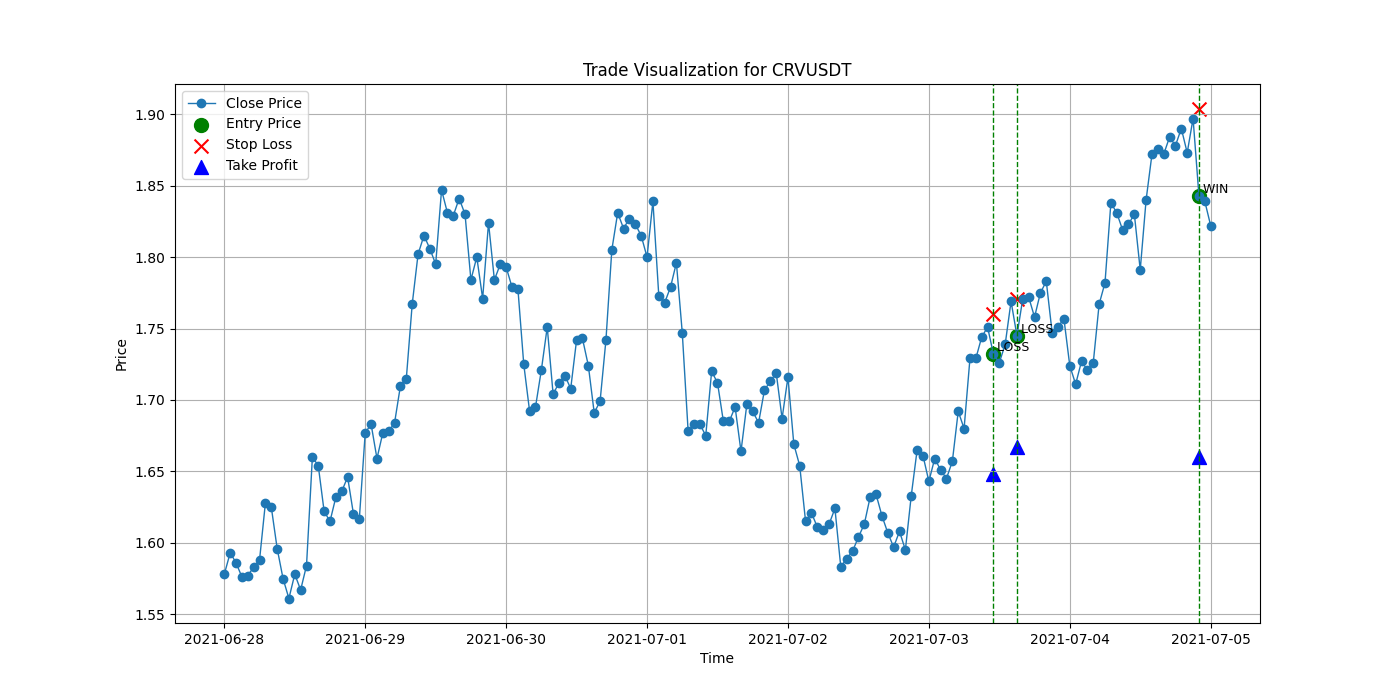 Trade Visualization for CRVUSDT
Close Price
Entry Price
Stop Loss
Take Profit
Price
1.90
1.85
1.80
1.75
1.70
1.65
1.60
1.55
WIN
LOSS
LOSS
2021-06-28 2021-06-29 2021-06-30 2021-07-01 2021-07-02 2021-07-03 2021-07-04 2021-07-05
Time